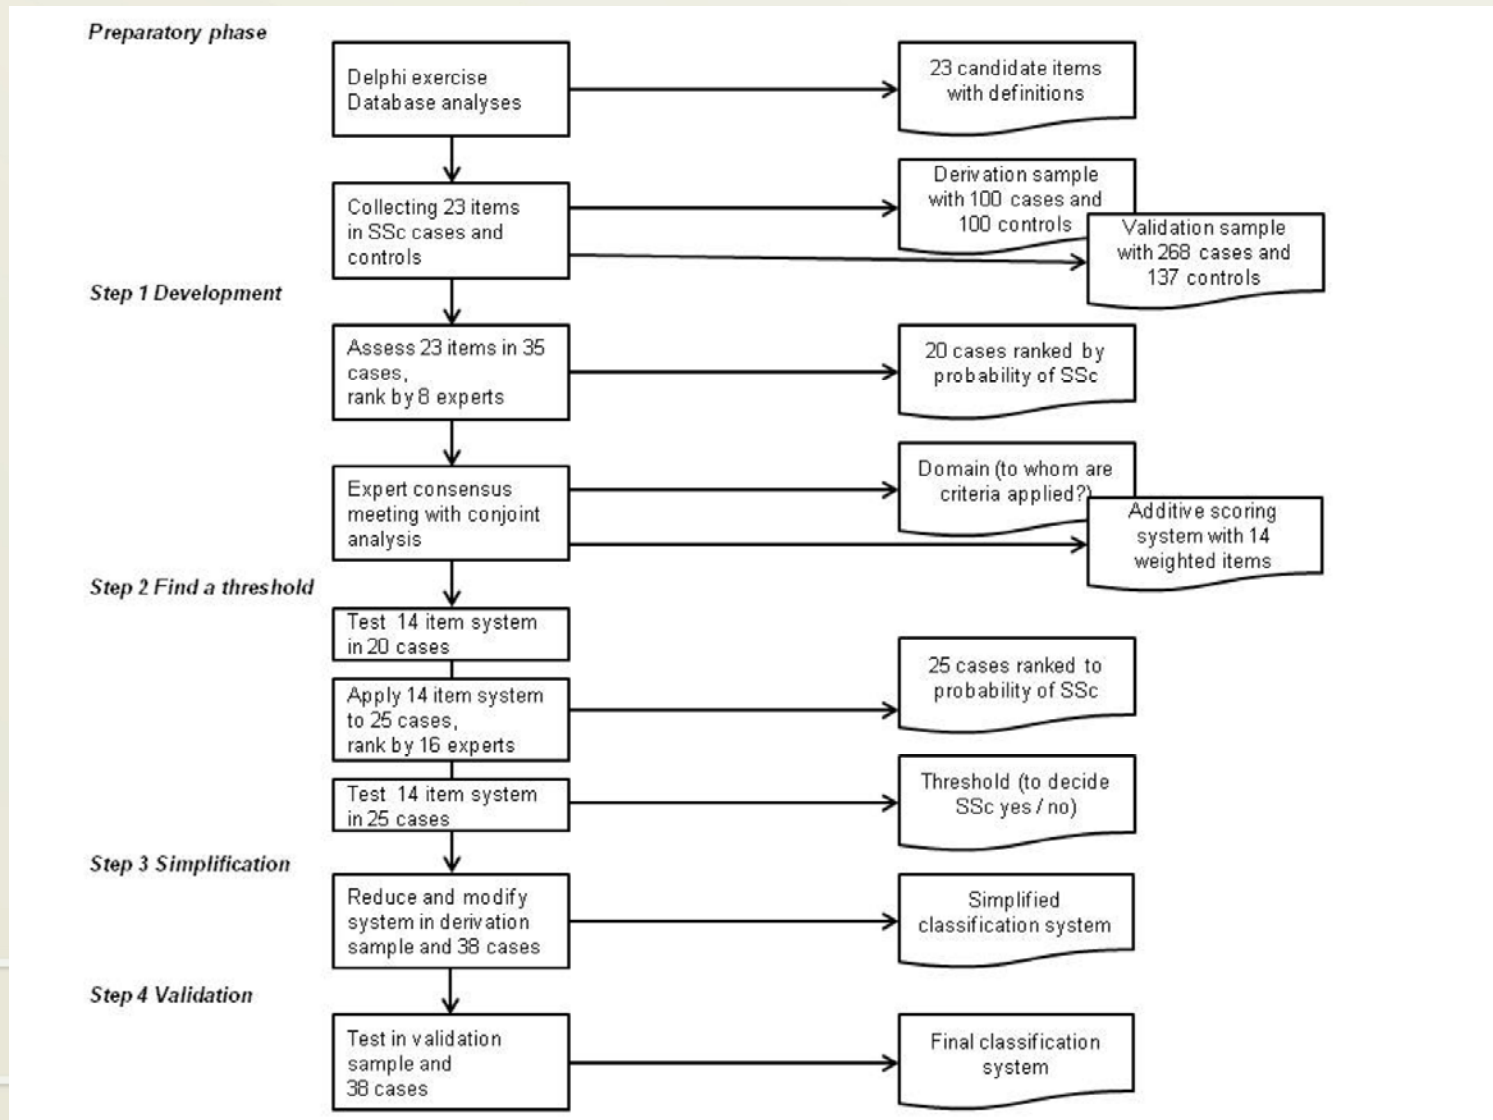 Preparatory phase
Delphi exercise
Database analyses
23 candidate items
with definitions
Collecting 23 items
in SSc cases and
controls
Derivation sample
with 100 cases and
100 controls
Validation sample
with 268 cases and
137 controls
Step 1 Development
Assess 23 items in 35
cases,
rank by 8 experts
20 cases ranked by
probability of SSc
Expert consensus
meeting with conjoint
analysis
Domain (to whom are
criteria applied?)
Additive scoring
system with 14
weighted items
Step 2 Find a threshold
Test 14 item system
in 20 cases
Apply 14 item system
to 25 cases,
rank by 16 experts
25 cases ranked to
probability of SSc
Test 14 item system
in 25 cases
Threshold (to decide
SSc yes / no)
Step 3 Simplification
Reduce and modify
system in derivation
sample and 38 cases
Simplified
classification system
Step 4 Validation
Test in validation
sample and
38 cases
Final classification
system